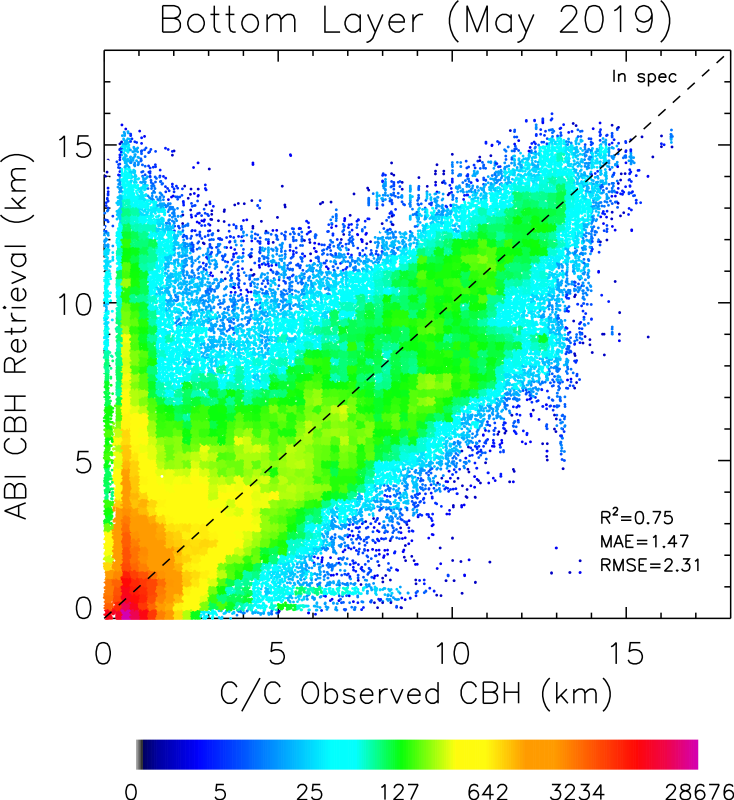 Bottom Layer (May 2019)
In spec
15
10
5
0
ABI CBH Retrieval (km)
R²=0.75
MAE=1.47
RMSE=2.31
0 5 10 15
C/C Observed CBH (km)
0 5 25 127 642 3234 28676